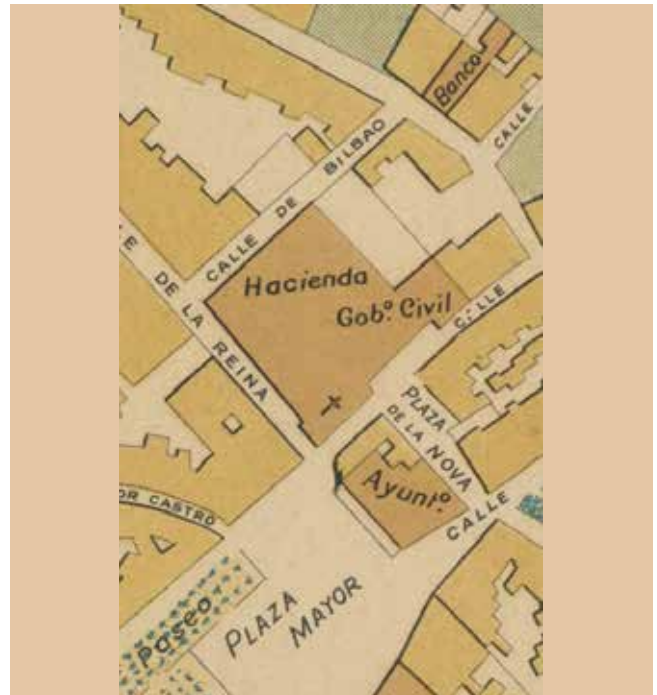 Banco
CALLE
CALLE DE BILBAO
LE DE LA REINA
Hacienda
Gobº. Civil
CALLE
PLAZA
DE LA NOVA
Ayuntº.
CALLE
OR CASTRO
Paseo
PLAZA
MAYOR